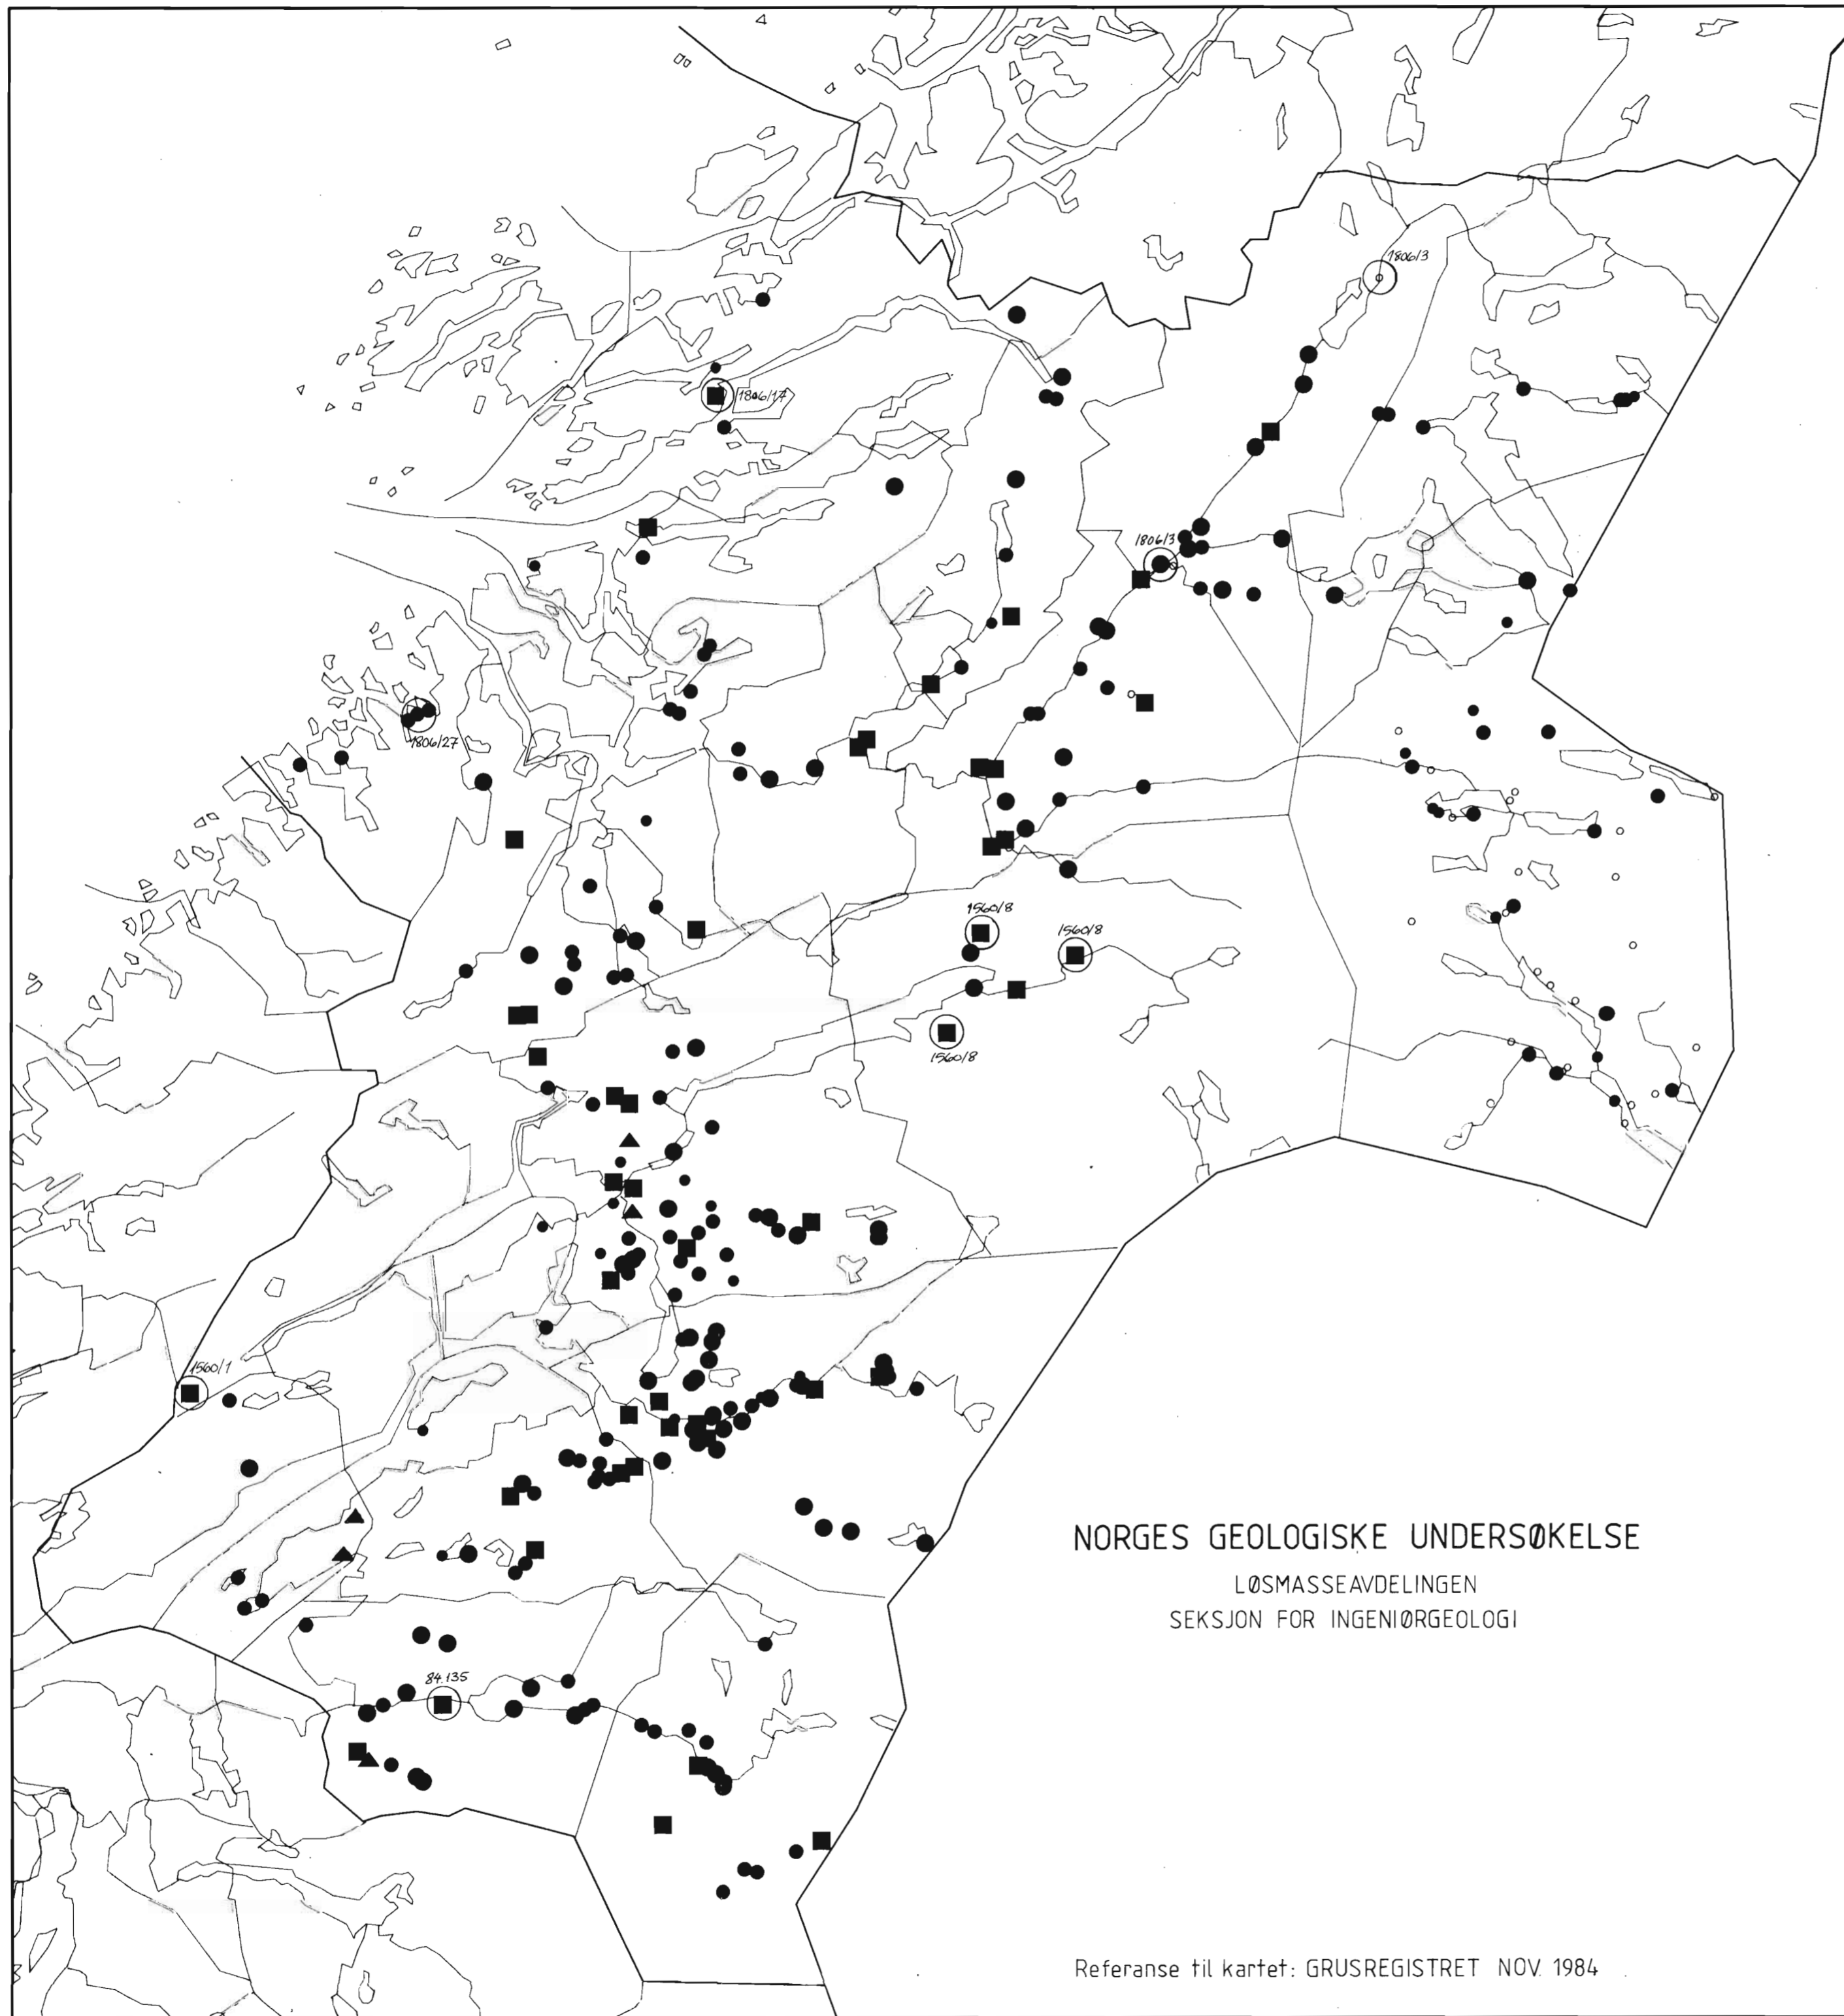 1806/3
1806/17
1806/3
1806/27
1560/8
1560/8
1560/8
1560/1
84.135
NORGES GEOLOGISKE UNDERSØKELSE
LØSMASSEAVDELINGEN
SEKSJON FOR INGENIØRGEOLOGI
Referanse til kartet: GRUSREGISTRET NOV. 1984